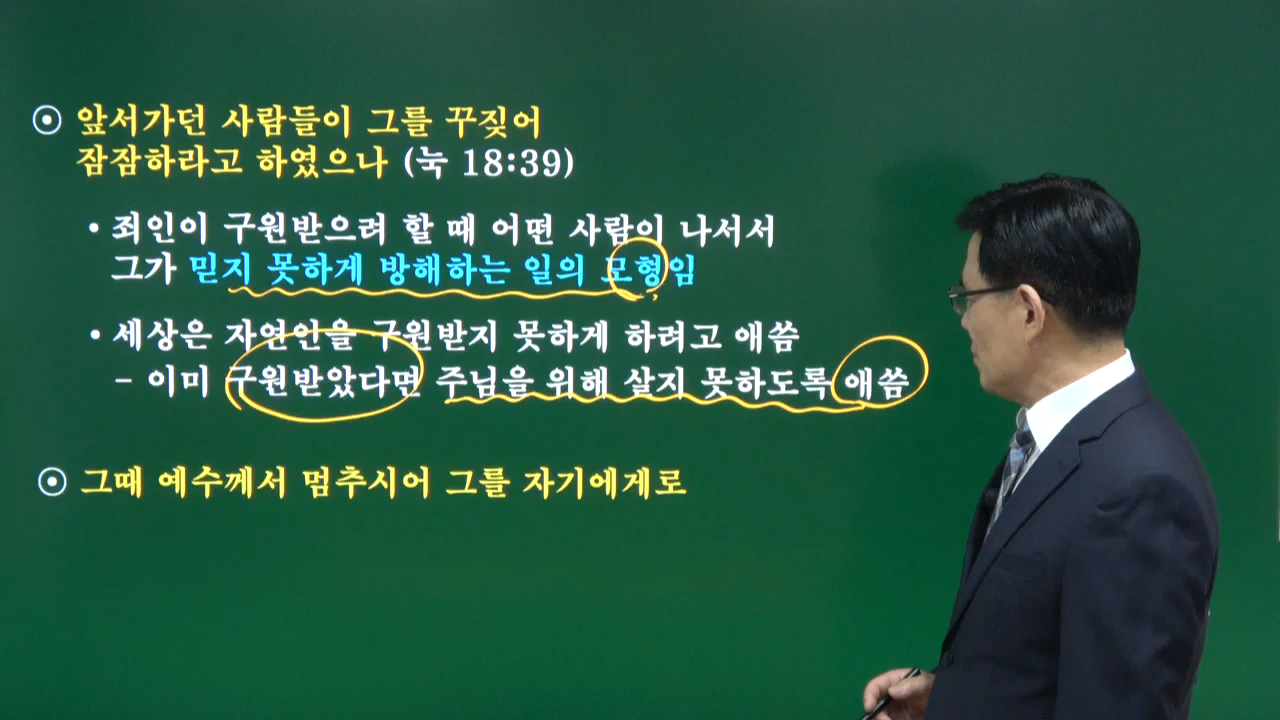 ⊙ 앞서가던 사람들이 그를 꾸짖어
잠잠하라고 하였으나 (눅 18:39)
• 죄인이 구원받으려 할 때 어떤 사람이 나서서
그가 믿지 못하게 방해하는 일의 모형임
• 세상은 자연인을 구원받지 못하게 하려고 애씀
- 이미 구원받았다면 주님을 위해 살지 못하도록 애씀
⊙ 그때 예수께서 멈추시어 그를 자기에게로